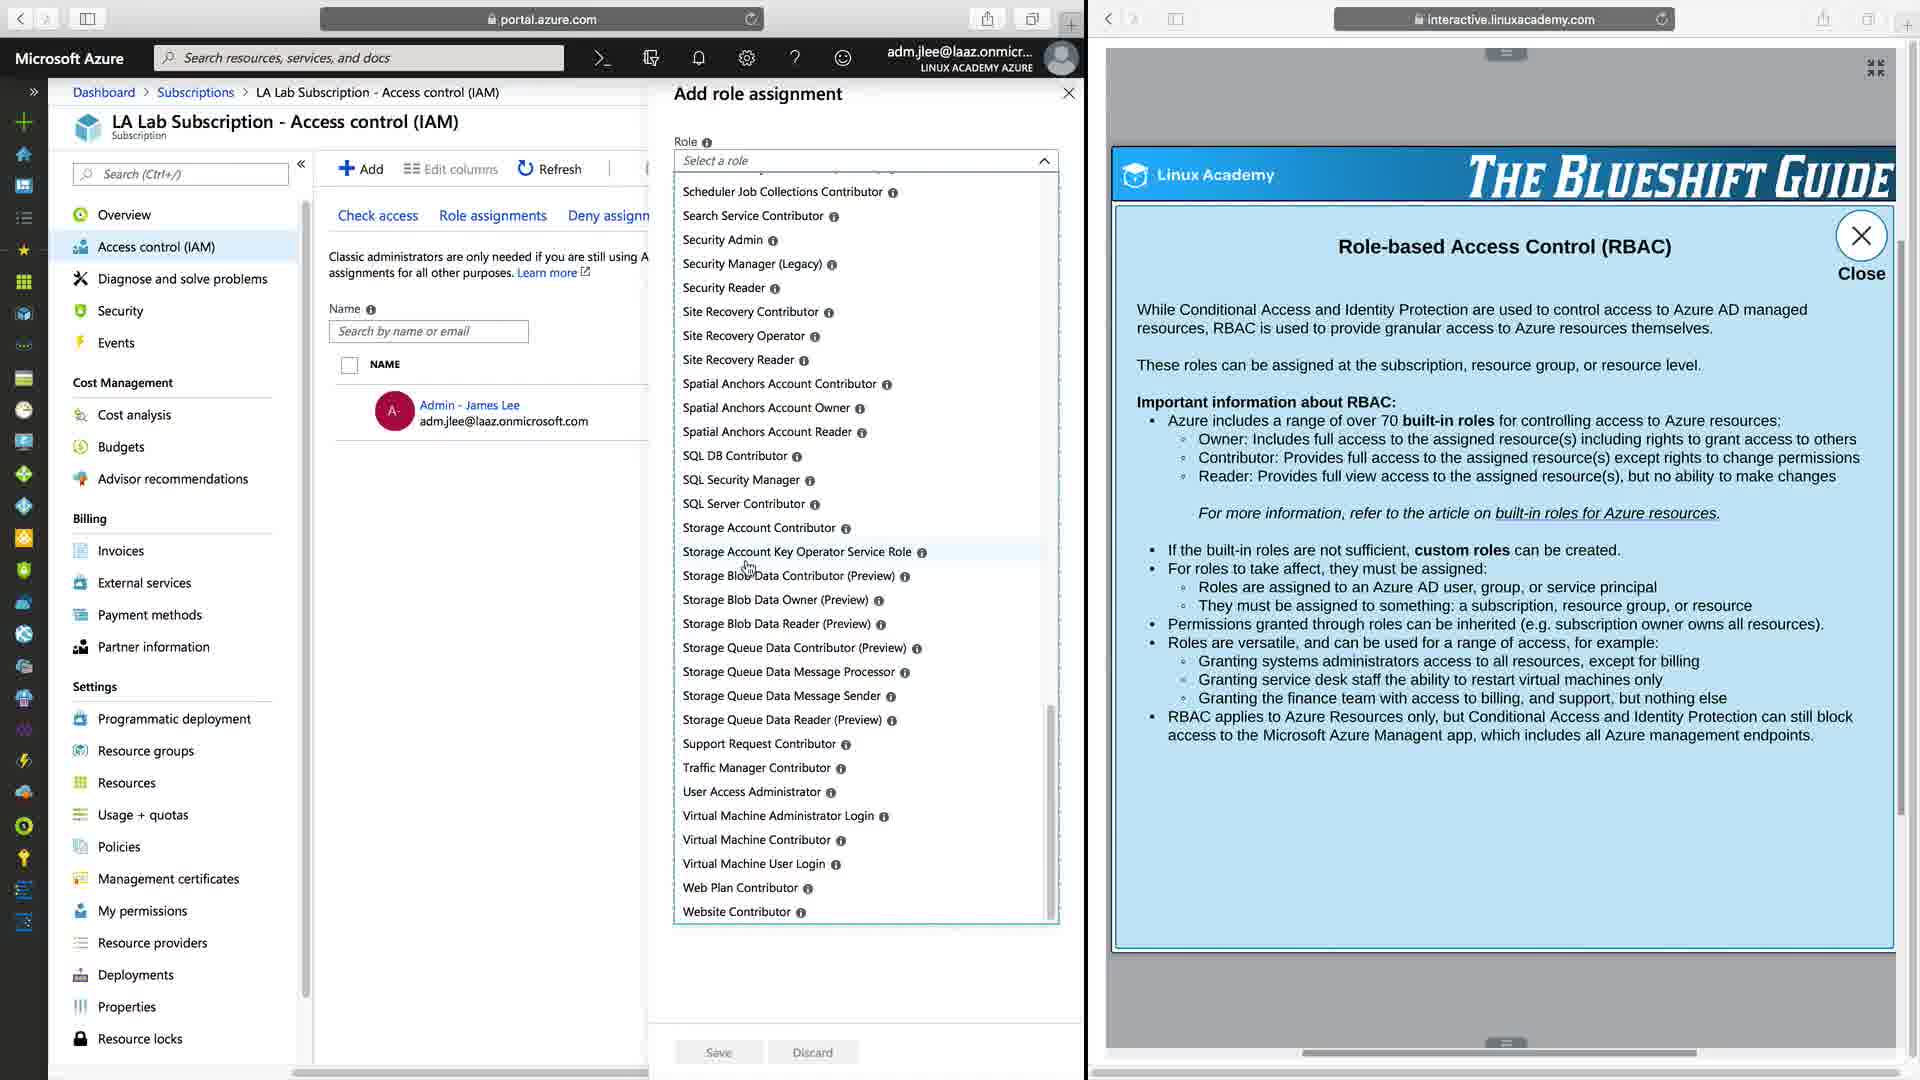 portal.azure.com
Microsoft Azure
Search resources, services, and docs
adm.jlee@laaz.onmicr...
LINUX ACADEMY AZURE
Dashboard > Subscriptions > LA Lab Subscription - Access control (IAM)
LA Lab Subscription - Access control (IAM)
Subscription
Search (Ctrl+/)
Overview
Access control (IAM)
Diagnose and solve problems
Security
Events
Cost Management
Cost analysis
Budgets
Advisor recommendations
Billing
Invoices
External services
Payment methods
Partner information
Settings
Programmatic deployment
Resource groups
Resources
Usage + quotas
Policies
Management certificates
My permissions
Resource providers
Deployments
Properties
Resource locks
Add
Edit columns
Refresh
Check access
Role assignments
Deny assignn
Classic administrators are only needed if you are still using A
assignments for all other purposes. Learn more
Name
Search by name or email
NAME
A-
Admin - James Lee
adm.jlee@laaz.onmicrosoft.com
Add role assignment
Role
Select a role
Scheduler Job Collections Contributor
Search Service Contributor
Security Admin
Security Manager (Legacy)
Security Reader
Site Recovery Contributor
Site Recovery Operator
Site Recovery Reader
Spatial Anchors Account Contributor
Spatial Anchors Account Owner
Spatial Anchors Account Reader
SQL DB Contributor
SQL Security Manager
SQL Server Contributor
Storage Account Contributor
Storage Account Key Operator Service Role
Storage Blob Data Contributor (Preview)
Storage Blob Data Owner (Preview)
Storage Blob Data Reader (Preview)
Storage Queue Data Contributor (Preview)
Storage Queue Data Message Processor
Storage Queue Data Message Sender
Storage Queue Data Reader (Preview)
Support Request Contributor
Traffic Manager Contributor
User Access Administrator
Virtual Machine Administrator Login
Virtual Machine Contributor
Virtual Machine User Login
Web Plan Contributor
Website Contributor
Save
Discard
interactive.linuxacademy.com
Linux Academy
THE BLUESHIFT GUIDE
Role-based Access Control (RBAC)
Close
While Conditional Access and Identity Protection are used to control access to Azure AD managed
resources, RBAC is used to provide granular access to Azure resources themselves.
These roles can be assigned at the subscription, resource group, or resource level.
Important information about RBAC:
• Azure includes a range of over 70 built-in roles for controlling access to Azure resources;
◦ Owner: Includes full access to the assigned resource(s) including rights to grant access to others
◦ Contributor: Provides full access to the assigned resource(s) except rights to change permissions
◦ Reader: Provides full view access to the assigned resource(s), but no ability to make changes
For more information, refer to the article on built-in roles for Azure resources.
• If the built-in roles are not sufficient, custom roles can be created.
• For roles to take affect, they must be assigned:
◦ Roles are assigned to an Azure AD user, group, or service principal
◦ They must be assigned to something: a subscription, resource group, or resource
• Permissions granted through roles can be inherited (e.g. subscription owner owns all resources).
• Roles are versatile, and can be used for a range of access, for example:
◦ Granting systems administrators access to all resources, except for billing
◦ Granting service desk staff the ability to restart virtual machines only
◦ Granting the finance team with access to billing, and support, but nothing else
• RBAC applies to Azure Resources only, but Conditional Access and Identity Protection can still block
access to the Microsoft Azure Managent app, which includes all Azure management endpoints.